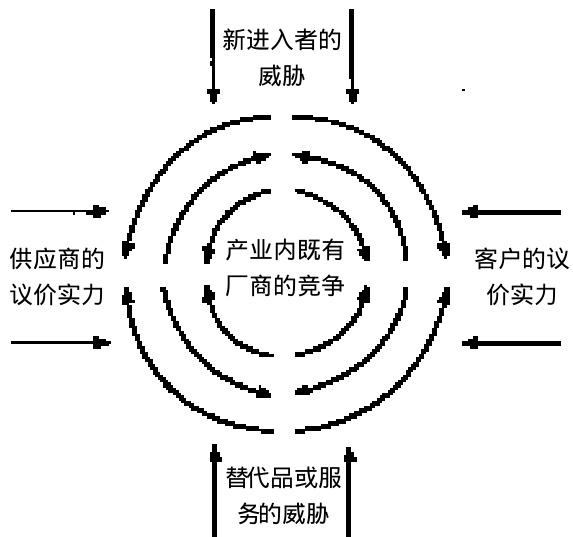 新进入者的
威胁
供应商的
议价实力
产业内既有
厂商的竞争
客户的议
价实力
替代品或服
务的威胁